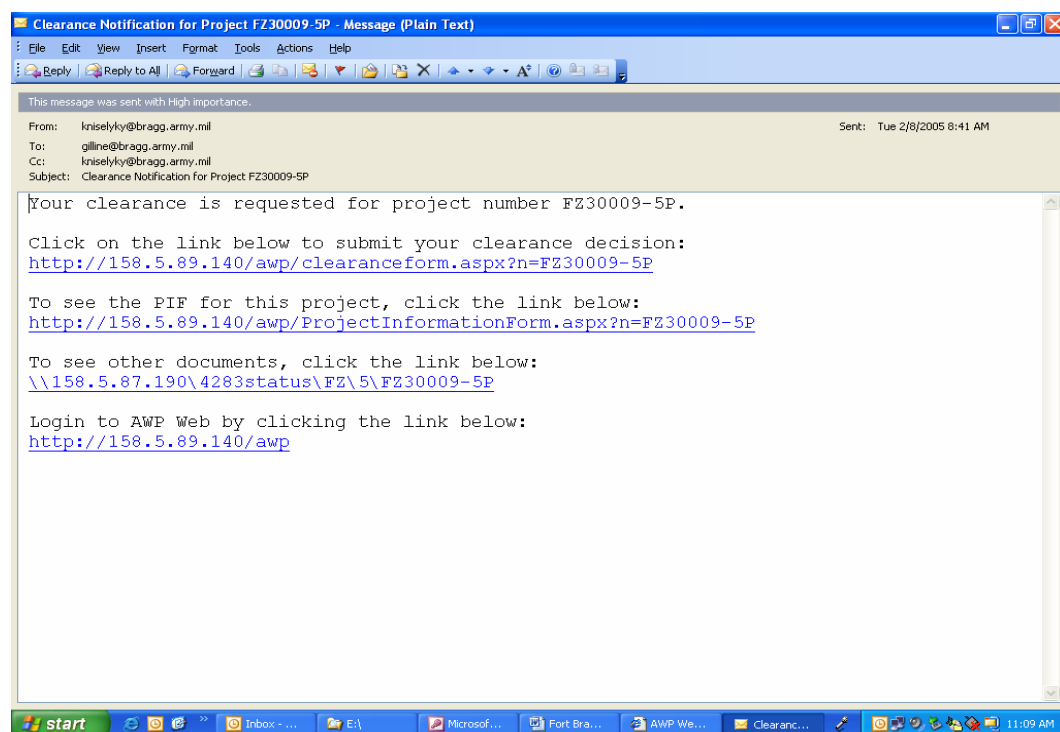 Clearance Notification for Project FZ30009-5P - Message (Plain Text)
File Edit View Insert Format Tools Actions Help
Reply Reply to All Forward
This message was sent with High importance.
From: kniselyky@bragg.army.mil Sent: Tue 2/8/2005 8:41 AM
To: gilline@bragg.army.mil
Cc: kniselyky@bragg.army.mil
Subject: Clearance Notification for Project FZ30009-5P
Your clearance is requested for project number FZ30009-5P.
Click on the link below to submit your clearance decision:
http://158.5.89.140/awp/clearanceform.aspx?n=FZ30009-5P
To see the PIF for this project, click the link below:
http://158.5.89.140/awp/ProjectInformationForm.aspx?n=FZ30009-5P
To see other documents, click the link below:
\\158.5.87.190\4283status\FZ\5\FZ30009-5P
Login to AWP Web by clicking the link below:
http://158.5.89.140/awp
start Inbox - ... E:\ Microsof... Fort Bra... AWP We... Clearanc... 11:09 AM